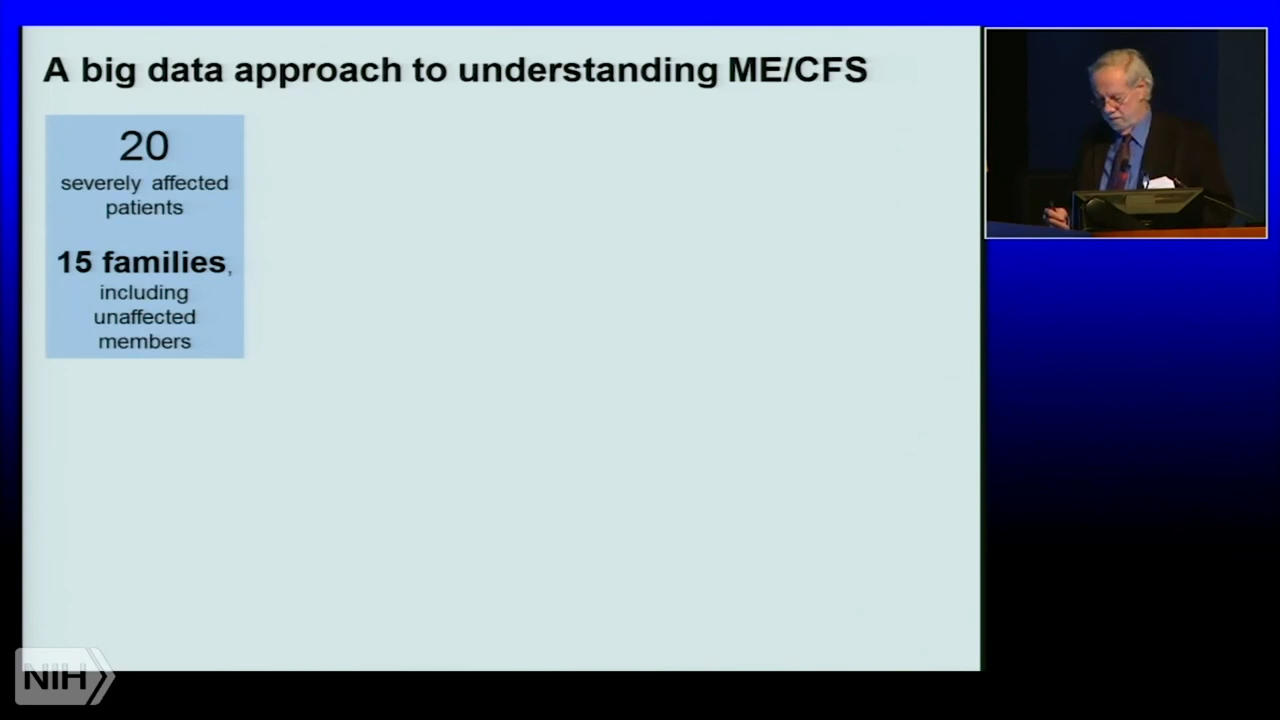 A big data approach to understanding ME/CFS
20
severely affected
patients
15 families,
including
unaffected
members
NIH